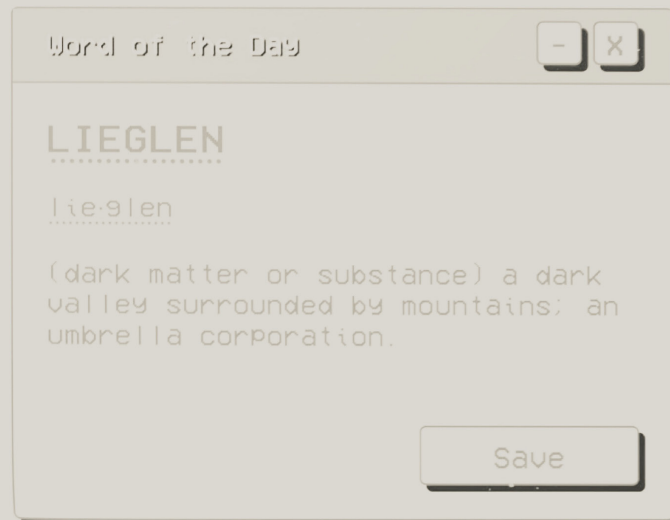 Word of the Day
-
X
LIEGLEN
lie·glen
(dark matter or substance) a dark
valley surrounded by mountains; an
umbrella corporation.
Save